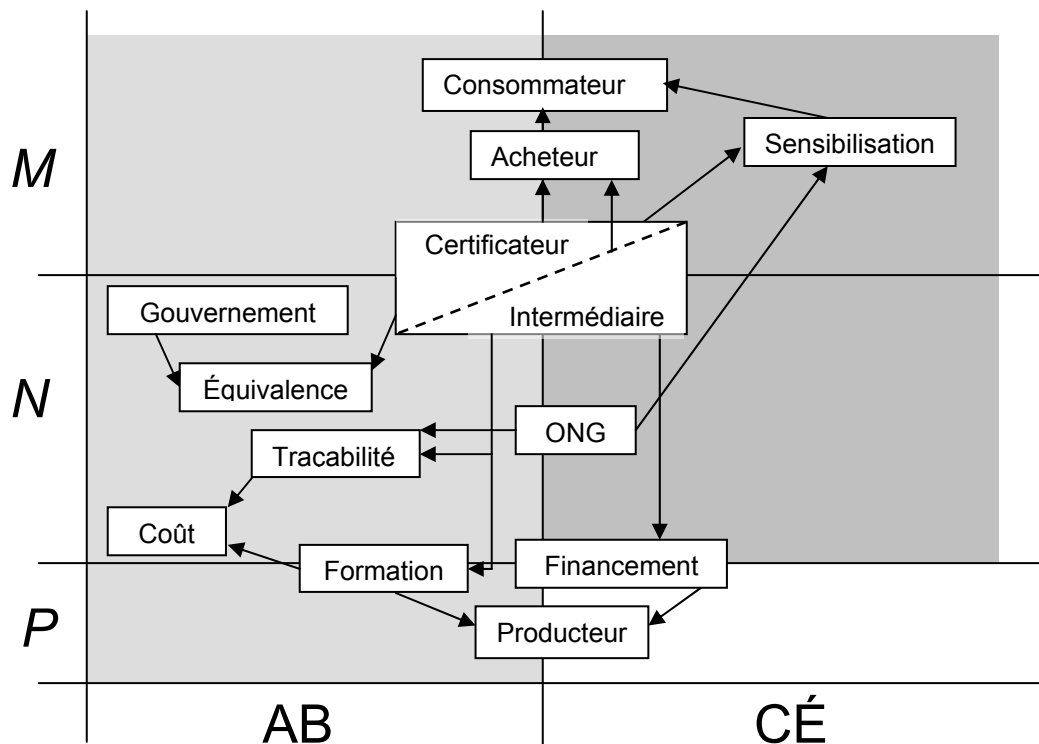 Consommateur
Sensibilisation
Acheteur
M
Certificateur
Gouvernement
Intermédiaire
Équivalence
N
ONG
Tracabilité
Coût
Financement
Formation
P
Producteur
AB
CÉ